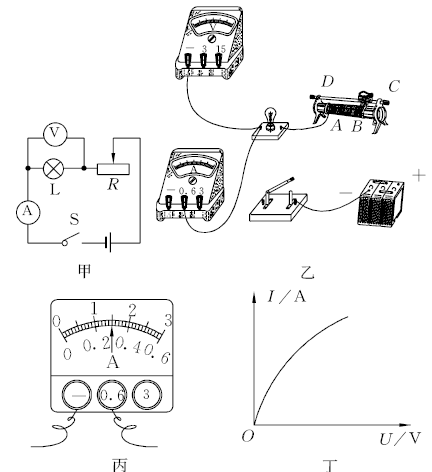 V
− 3 15
D C
A B
V
L R
A
S
甲
A
−0.6 3
− +
乙
0 1 2 3
0 0.2 0.4 0.6
A
− 0.6 3
丙
I/A
O U/V
丁